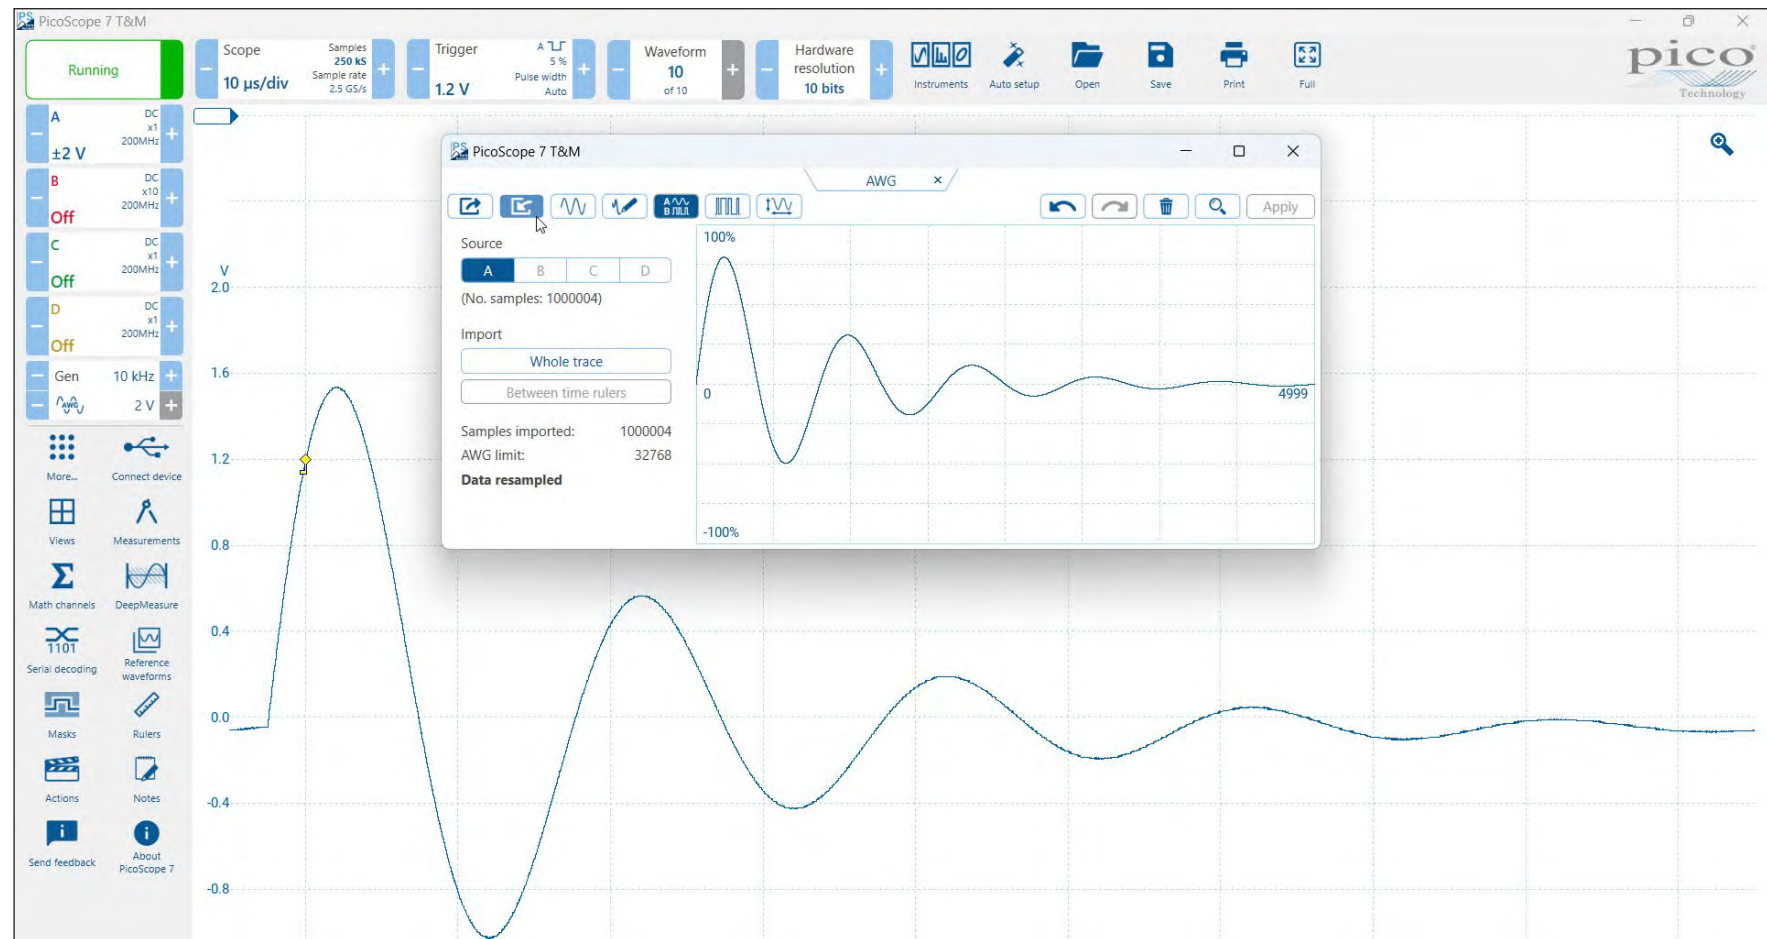 PicoScope 7 T&M
Running
Scope
10 µs/div
Samples
250 kS
Sample rate
2.5 GS/s
Trigger
1.2 V
A
5 %
Pulse width
Auto
Waveform
10
of 10
Hardware
resolution
10 bits
Instruments
Auto setup
Open
Save
Print
Full
pico
Technology
A
DC
x1
200MHz
±2 V
B
DC
x10
200MHz
Off
C
DC
x1
200MHz
Off
D
DC
x1
200MHz
Off
Gen
10 kHz
AWG
2 V
More...
Connect device
Views
Measurements
Math channels
DeepMeasure
1101
Serial decoding
Reference
waveforms
Masks
Rulers
Actions
Notes
Send feedback
About
PicoScope 7
V
2.0
1.6
1.2
0.8
0.4
0.0
-0.4
-0.8
PicoScope 7 T&M
AWG
A
B
Apply
Source
A B C D
(No. samples: 1000004)
Import
Whole trace
Between time rulers
Samples imported: 1000004
AWG limit: 32768
Data resampled
100%
0
4999
-100%